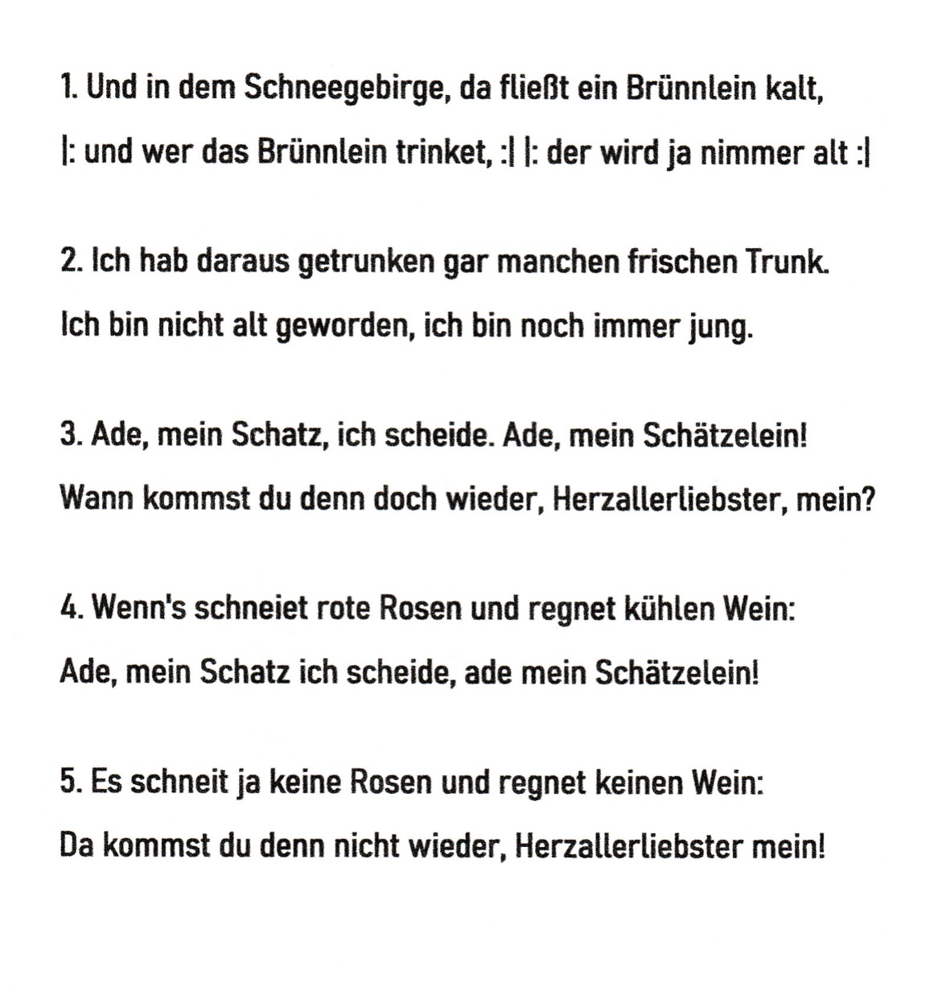 1. Und in dem Schneegebirge, da fließt ein Brünnlein kalt,
|: und wer das Brünnlein trinket, :| |: der wird ja nimmer alt :|
2. Ich hab daraus getrunken gar manchen frischen Trunk.
Ich bin nicht alt geworden, ich bin noch immer jung.
3. Ade, mein Schatz, ich scheide. Ade, mein Schätzelein!
Wann kommst du denn doch wieder, Herzallerliebster, mein?
4. Wenn's schneiet rote Rosen und regnet kühlen Wein:
Ade, mein Schatz ich scheide, ade mein Schätzelein!
5. Es schneit ja keine Rosen und regnet keinen Wein:
Da kommst du denn nicht wieder, Herzallerliebster mein!